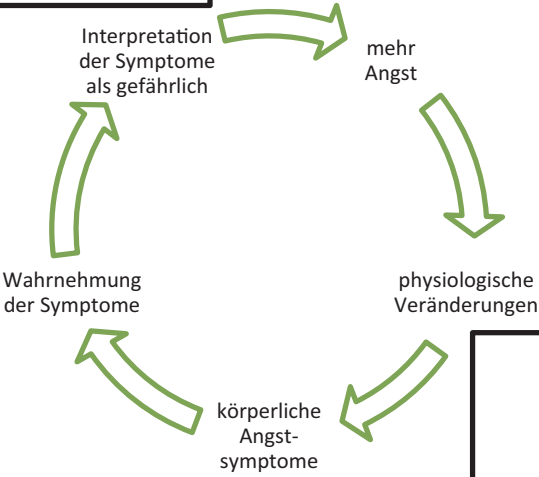 Interpretation
der Symptome
als gefährlich
mehr
Angst
physiologische
Veränderungen
körperliche
Angst-
symptome
Wahrnehmung
der Symptome